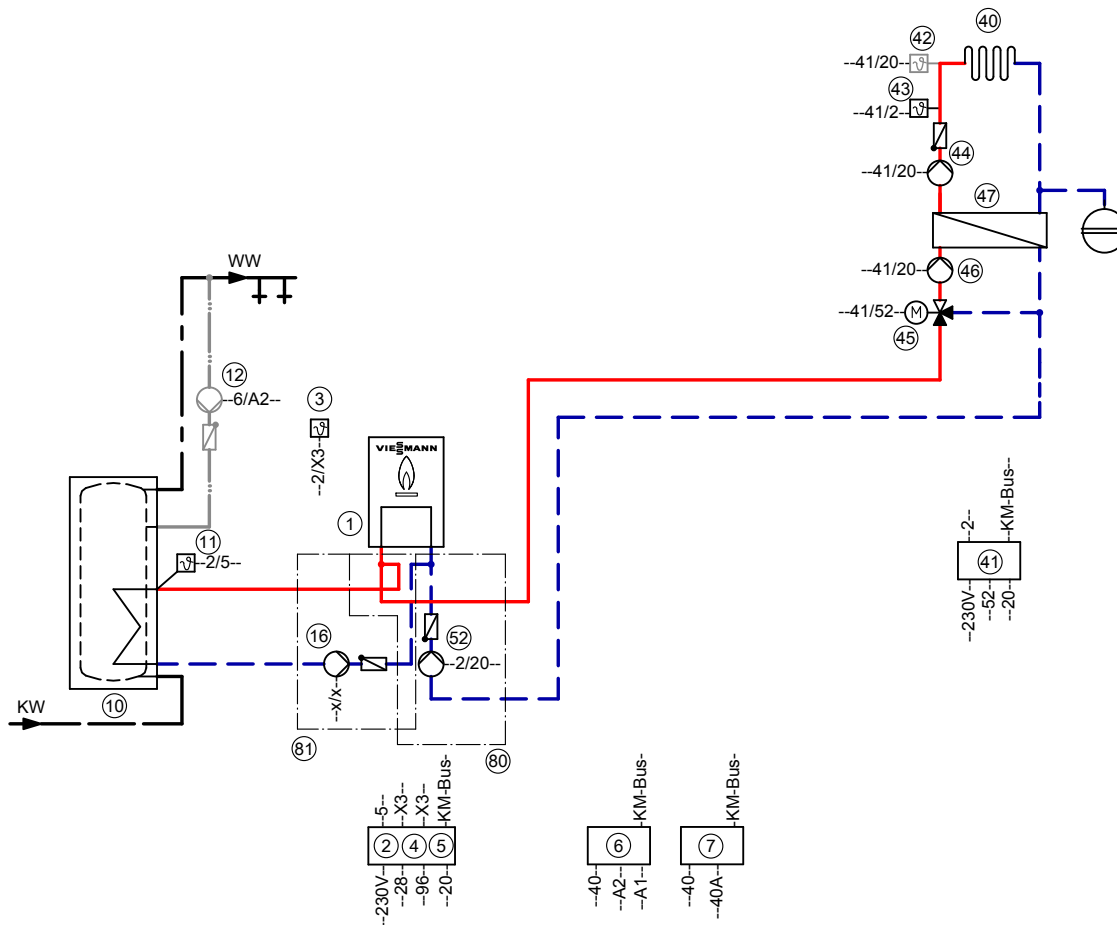 42
40
--41/20--
43
--41/2--
44
--41/20--
47
WW
--41/20--
46
--41/52--
M
45
12
--6/A2--
3
--2/X3--
VIESSMANN
1
11
--2/5--
--2--
-KM-Bus--
41
--230V--
--52--
--20--
16
52
--2/20--
--x/x--
10
KW
81
80
--5--
--X3--
--X3--
-KM-Bus-
2
4
5
--230V--
--28--
--96--
--20--
-KM-Bus-
6
--40--
--A2--
--A1--
-KM-Bus-
7
--40--
--40A--